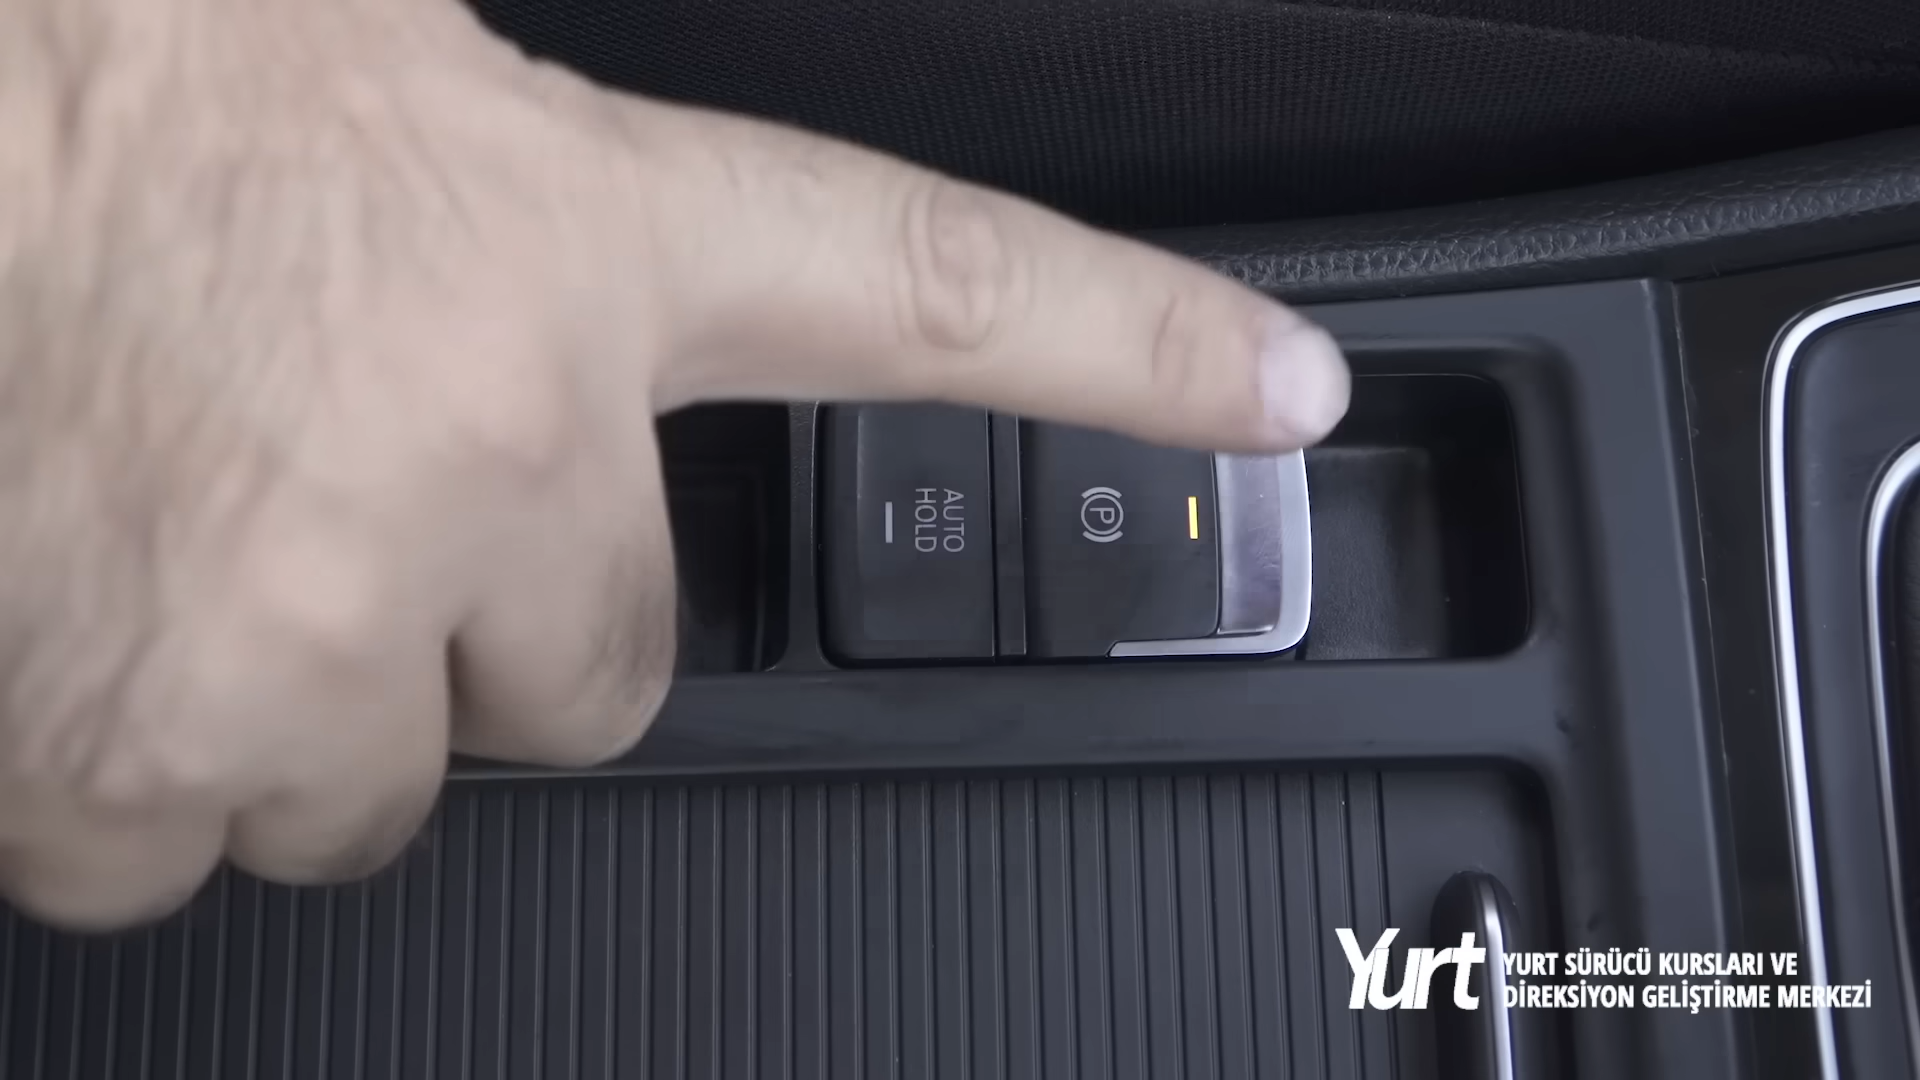 AUTO
HOLD
(P)
Yurt
YURT SÜRÜCÜ KURSLARI VE
DİREKSİYON GELİŞTİRME MERKEZİ